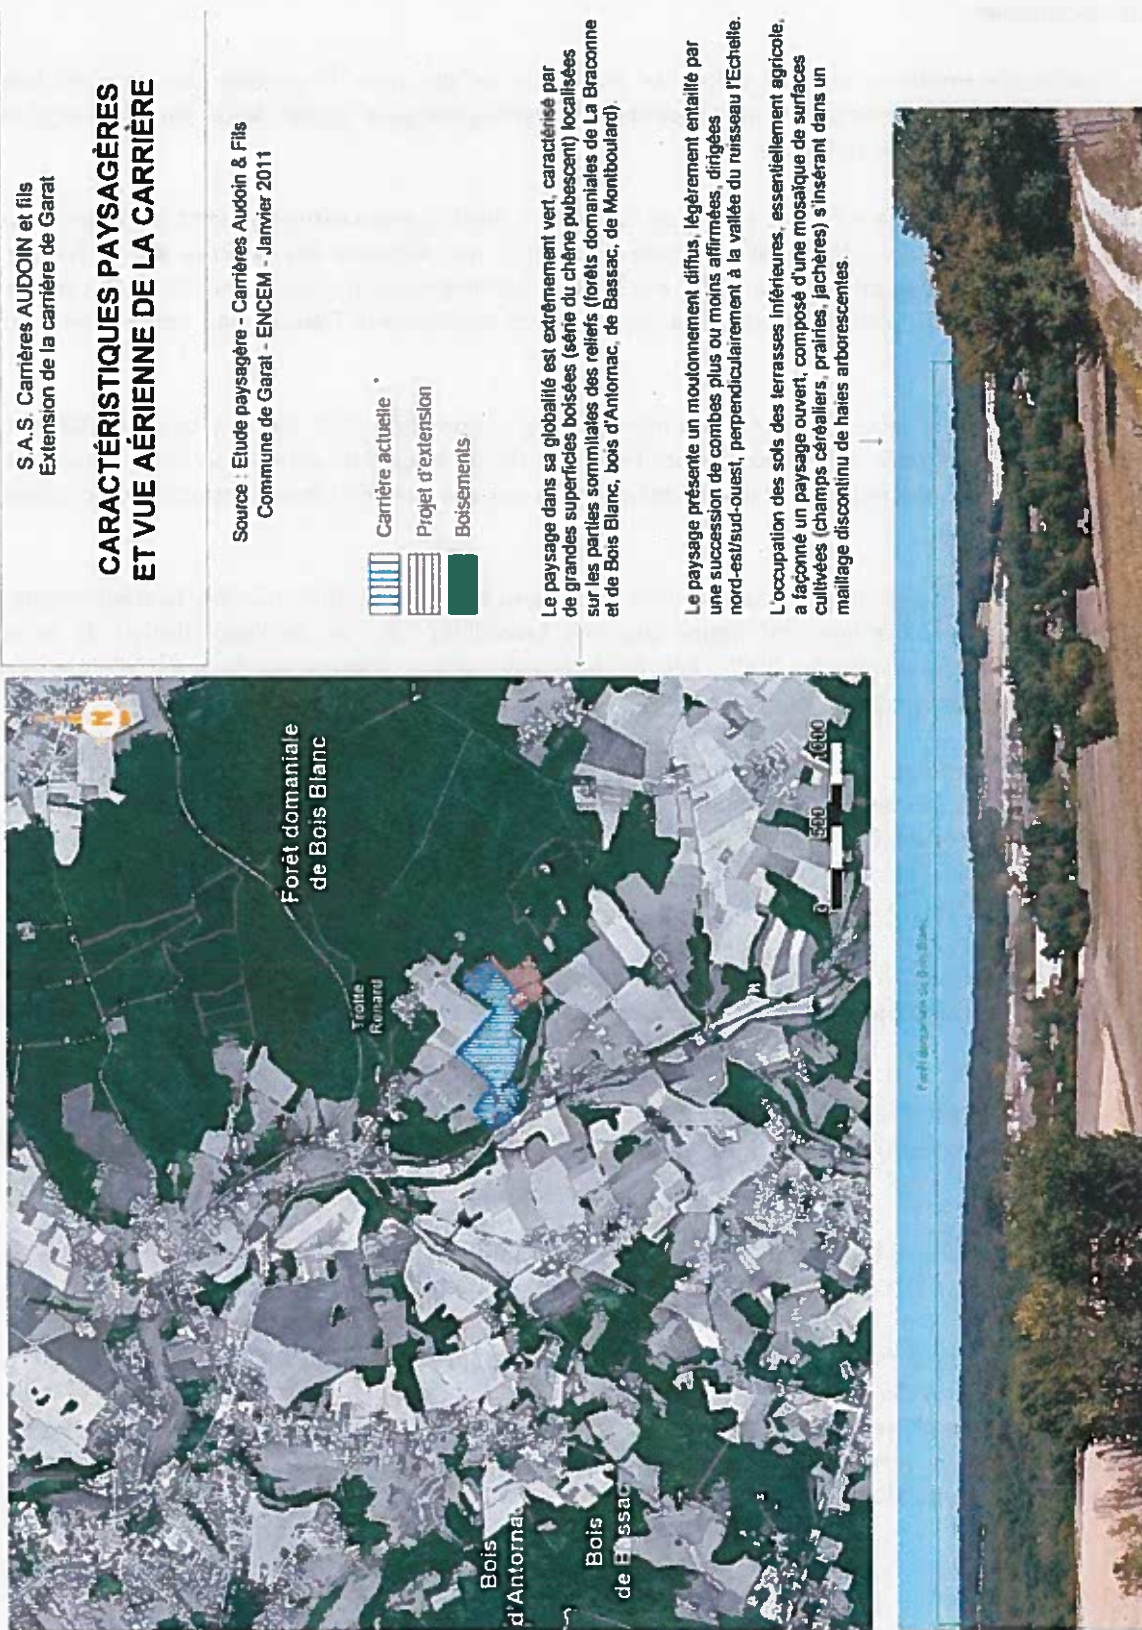 S.A.S. Carrières AUDOIN et fils
Extension de la carrière de Garat
CARACTÉRISTIQUES PAYSAGÈRES
ET VUE AÉRIENNE DE LA CARRIÈRE
Source : Etude paysagère - Carrières Audoin & Fils
Commune de Garat - ENCEM - Janvier 2011
Carrière actuelle
Projet d'extension
Boisements
Le paysage dans sa globalité est extrêmement vert, caractérisé par
de grandes superficies boisées (série du chêne pubescent) localisées
sur les parties sommitales des reliefs (forêts domaniales de La Braconne
et de Bois Blanc, bois d'Antornac, de Bassac, de Montboulard).
Le paysage présente un moutonnement diffus, légèrement entaillé par
une succession de combes plus ou moins affirmées, dirigées
nord-est/sud-ouest, perpendiculairement à la vallée du ruisseau l'Echelle.
L'occupation des sols des terrasses inférieures, essentiellement agricole,
a façonné un paysage ouvert, composé d'une mosaïque de surfaces
cultivées (champs céréaliers, prairies, jachères) s'insérant dans un
maillage discontinu de haies arborescentes.
N
Forêt domaniale
de Bois Blanc
Trotte
Renard
Bois
d'Antornac
Bois
de Bassac
0 500 1000
Forêt domaniale de Bois Blanc